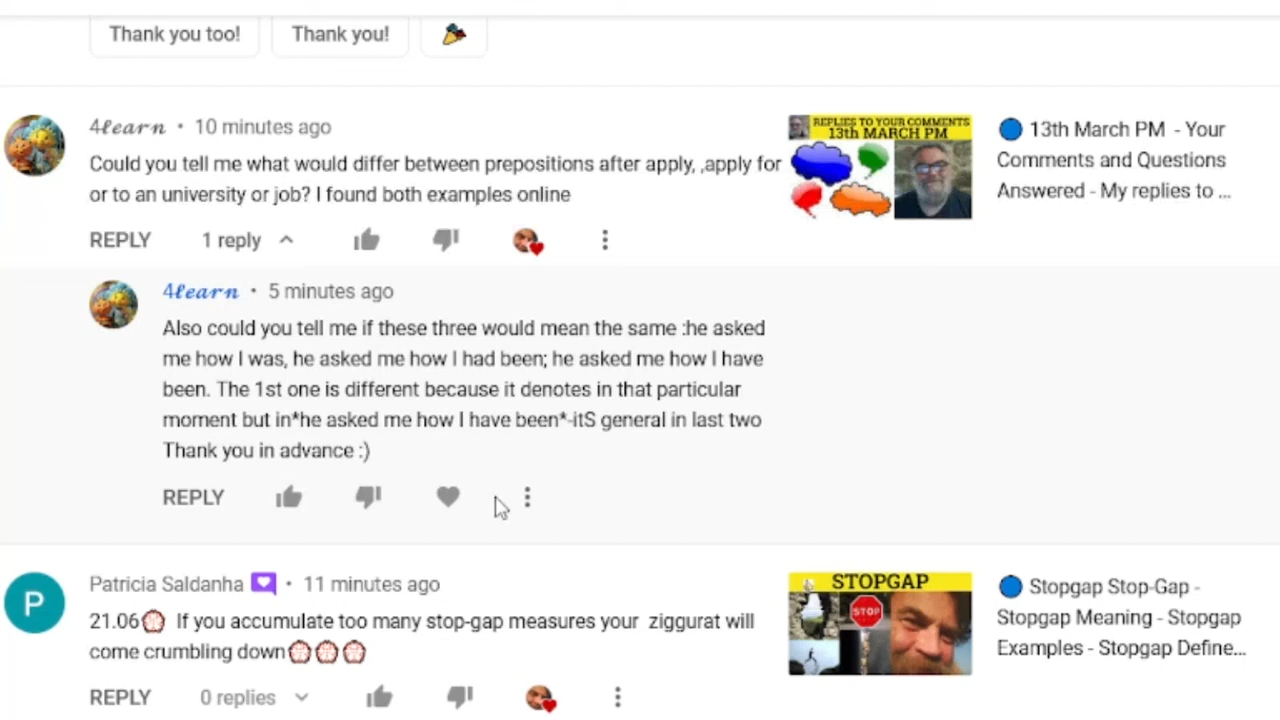 Thank you too!
Thank you!
4learn • 10 minutes ago
Could you tell me what would differ between prepositions after apply, ,apply for
or to an university or job? I found both examples online
REPLY
1 reply
REPLIES TO YOUR COMMENTS
13th MARCH PM
13th March PM - Your
Comments and Questions
Answered - My replies to ...
4learn • 5 minutes ago
Also could you tell me if these three would mean the same :he asked
me how I was, he asked me how I had been; he asked me how I have
been. The 1st one is different because it denotes in that particular
moment but in*he asked me how I have been*-itS general in last two
Thank you in advance :)
REPLY
P
Patricia Saldanha • 11 minutes ago
21.06 If you accumulate too many stop-gap measures your ziggurat will
come crumbling down
REPLY
0 replies
STOPGAP
STOP
Stopgap Stop-Gap -
Stopgap Meaning - Stopgap
Examples - Stopgap Define...